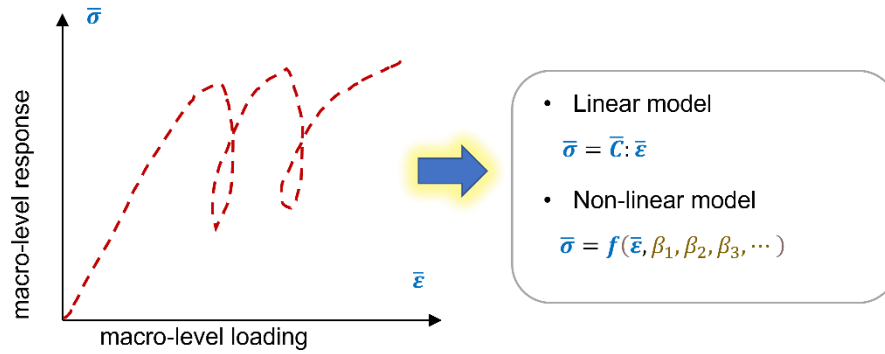 σ̅
macro-level response
ε̅
macro-level loading
• Linear model
σ̅ = C̅: ε̅
• Non-linear model
σ̅ = f(ε̅, β₁, β₂, β₃, ⋯ )